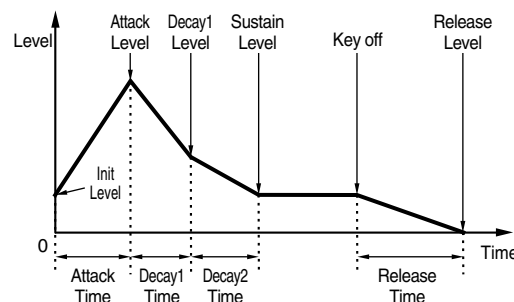 Attack
Level
Decay1
Level
Sustain
Level
Key off
Release
Level
Level
Init
Level
0
Time
Attack
Time
Decay1
Time
Decay2
Time
Release
Time